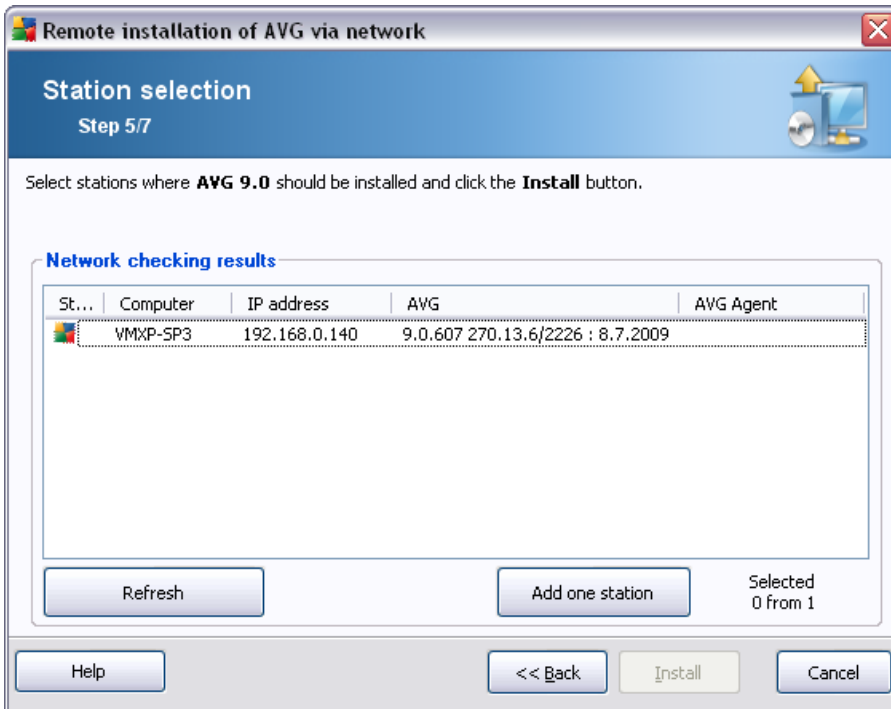 Remote installation of AVG via network
Station selection
Step 5/7
Select stations where AVG 9.0 should be installed and click the Install button.
Network checking results
St... Computer IP address AVG AVG Agent
VMXP-SP3 192.168.0.140 9.0.607 270.13.6/2226 : 8.7.2009
Refresh Add one station Selected
0 from 1
Help << Back Install Cancel